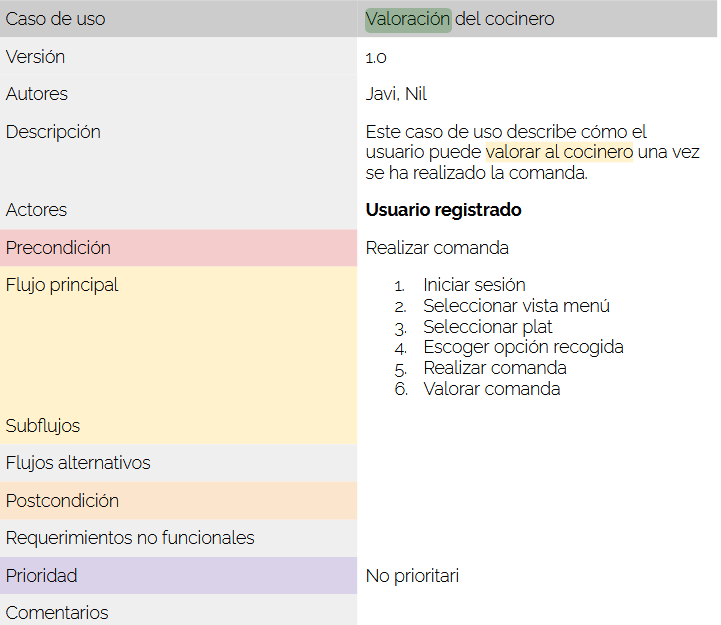 Caso de uso Valoración del cocinero
Versión 1.0
Autores Javi, Nil
Descripción Este caso de uso describe cómo el
usuario puede valorar al cocinero una vez
se ha realizado la comanda.
Actores Usuario registrado
Precondición Realizar comanda
Flujo principal 1. Iniciar sesión
2. Seleccionar vista menú
3. Seleccionar plat
4. Escoger opción recogida
5. Realizar comanda
6. Valorar comanda
Subflujos
Flujos alternativos
Postcondición
Requerimientos no funcionales
Prioridad No prioritari
Comentarios